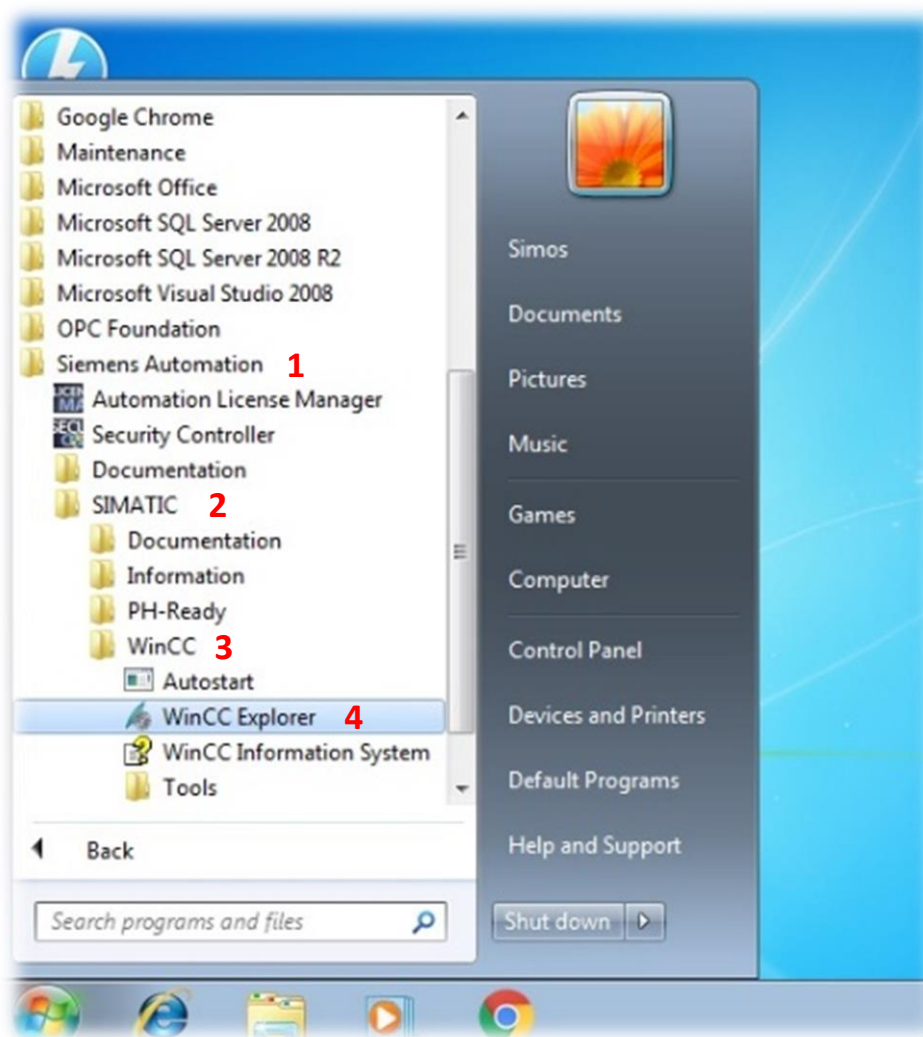 Google Chrome
Maintenance
Microsoft Office
Microsoft SQL Server 2008
Microsoft SQL Server 2008 R2
Microsoft Visual Studio 2008
OPC Foundation
Siemens Automation 1
Automation License Manager
Security Controller
Documentation
SIMATIC 2
Documentation
Information
PH-Ready
WinCC 3
Autostart
WinCC Explorer 4
WinCC Information System
Tools
Back
Search programs and files
Simos
Documents
Pictures
Music
Games
Computer
Control Panel
Devices and Printers
Default Programs
Help and Support
Shut down